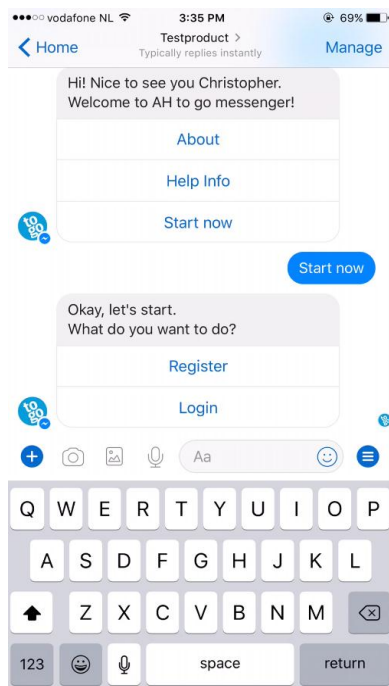 vodafone NL 3:35 PM 69%
Home Testproduct > Manage
Typically replies instantly
Hi! Nice to see you Christopher.
Welcome to AH to go messenger!
About
Help Info
Start now
to go
Start now
Okay, let's start.
What do you want to do?
Register
Login
to go
Aa
Q W E R T Y U I O P
A S D F G H J K L
Z X C V B N M
123 space return